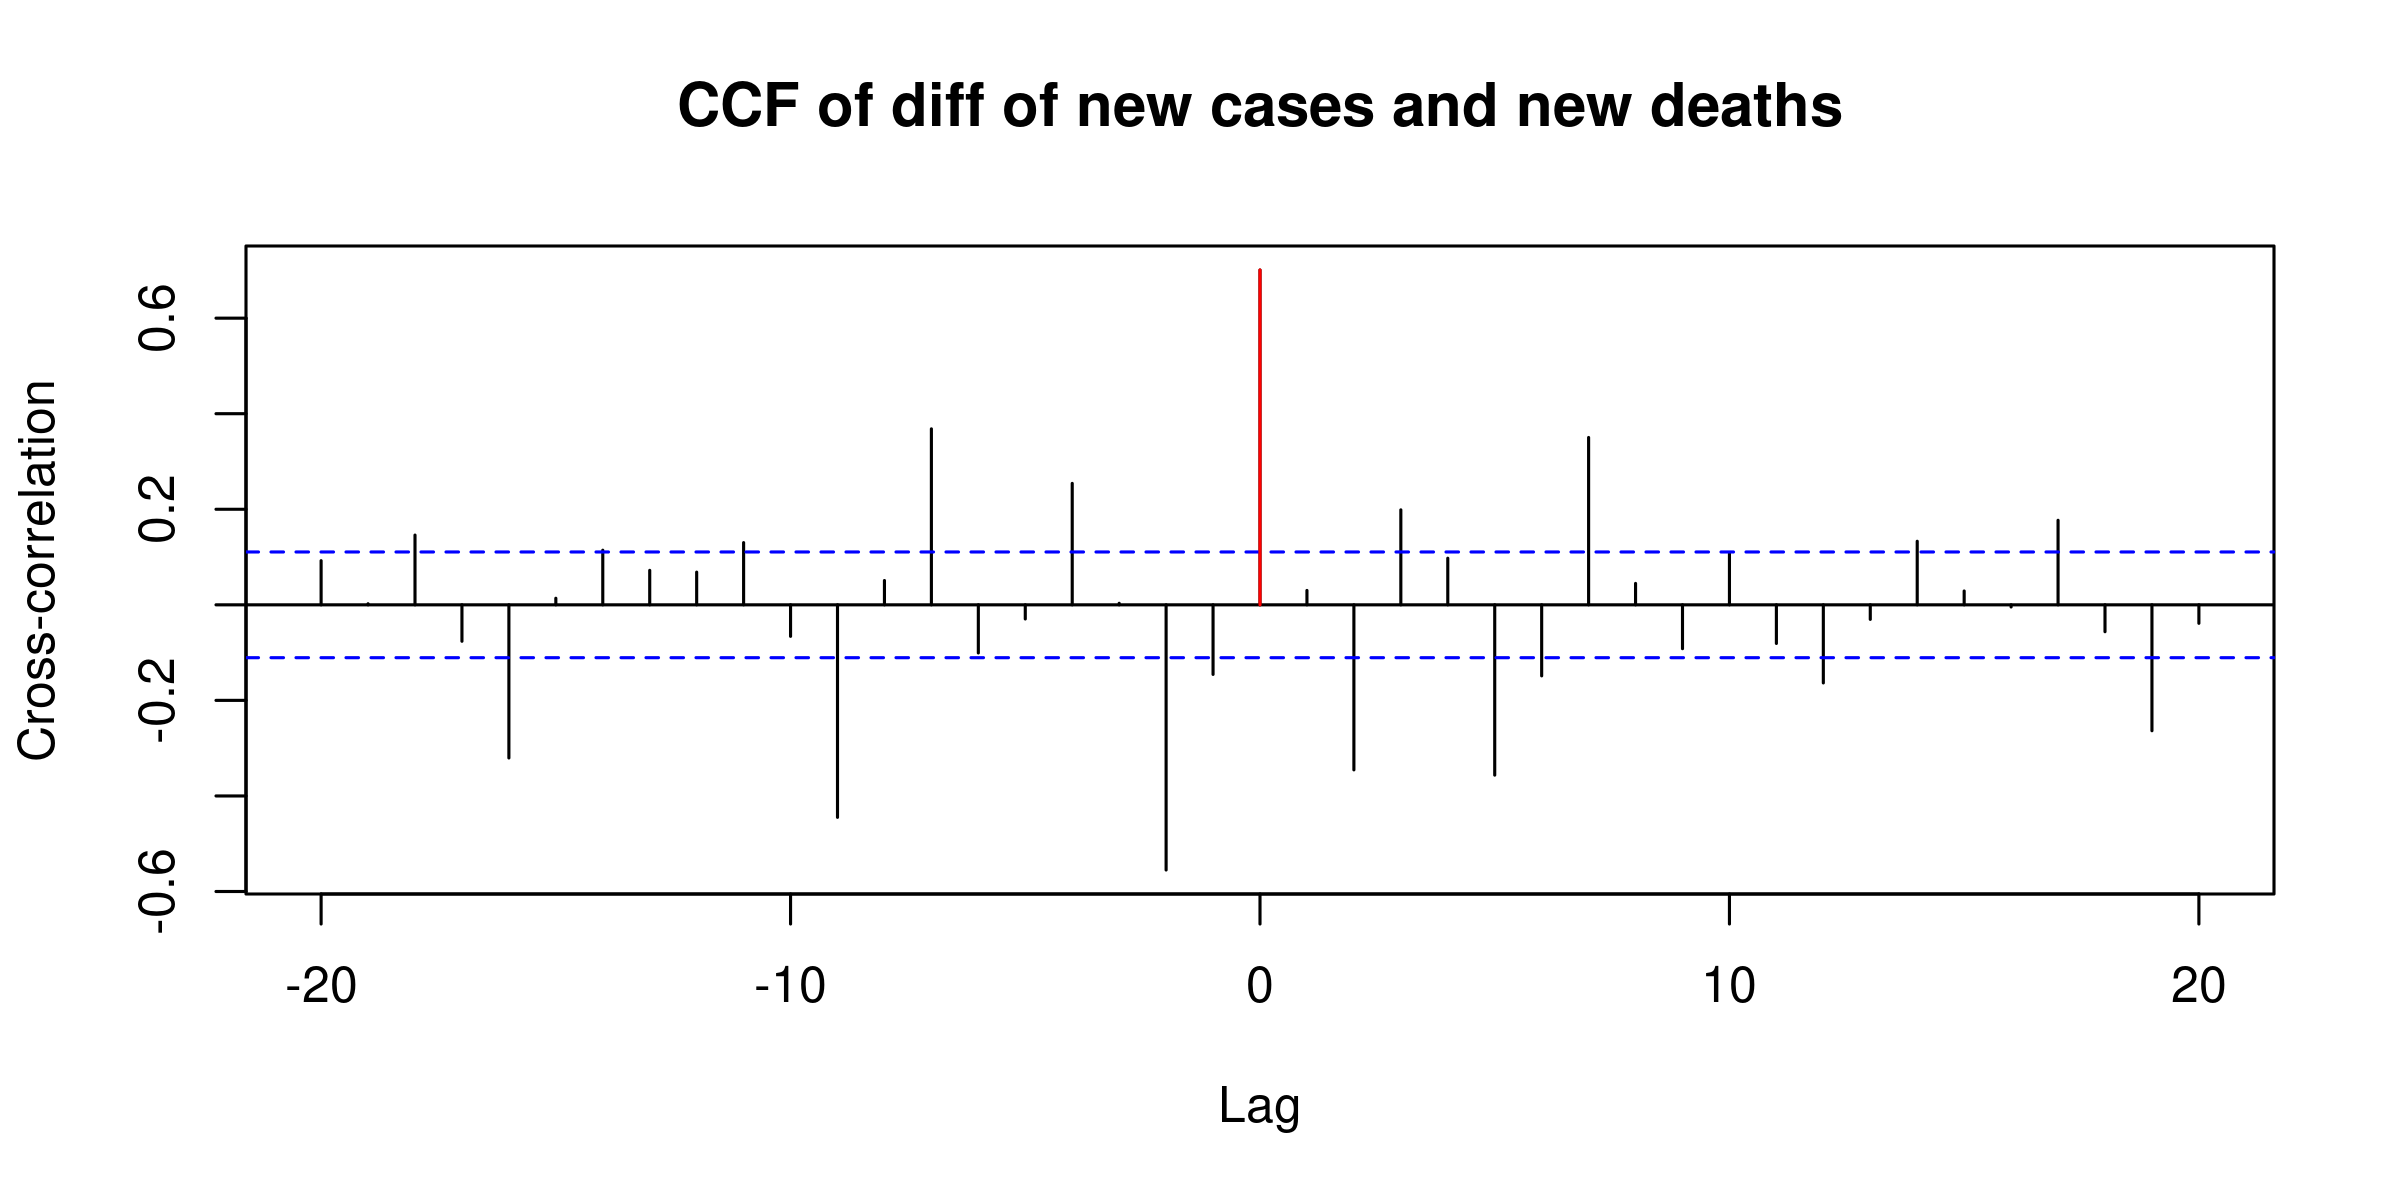 CCF of diff of new cases and new deaths
Cross-correlation
0.6
0.2
-0.2
-0.6
-20 -10 0 10 20
Lag